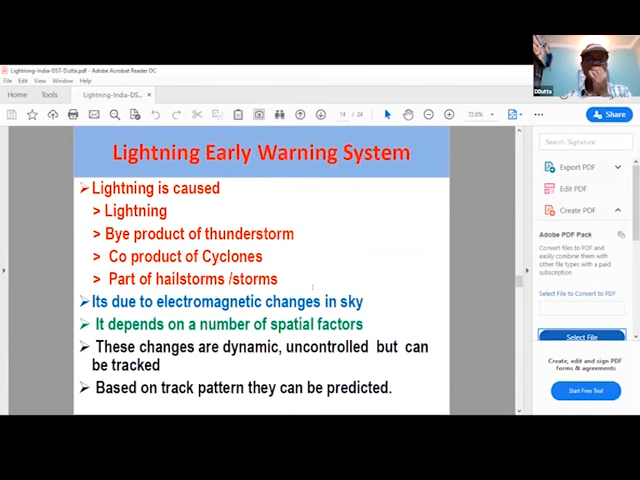 Lightning-India-DST-Dutta.pdf - Adobe Acrobat Reader DC
File Edit View Window Help
Home Tools Lightning-India-DS... ×
14 / 24 72.8% Share
DDutta
Lightning Early Warning System
Lightning is caused
> Lightning
> Bye product of thunderstorm
> Co product of Cyclones
> Part of hailstorms /storms
Its due to electromagnetic changes in sky
It depends on a number of spatial factors
These changes are dynamic, uncontrolled but can
be tracked
Based on track pattern they can be predicted.
Search 'Signature'
Export PDF
Edit PDF
Create PDF
Adobe PDF Pack
Convert files to PDF and
easily combine them with
other file types with a paid
subscription
Select File to Convert to PDF
Select File
Create, edit and sign PDF
forms & agreements
Start Free Trial